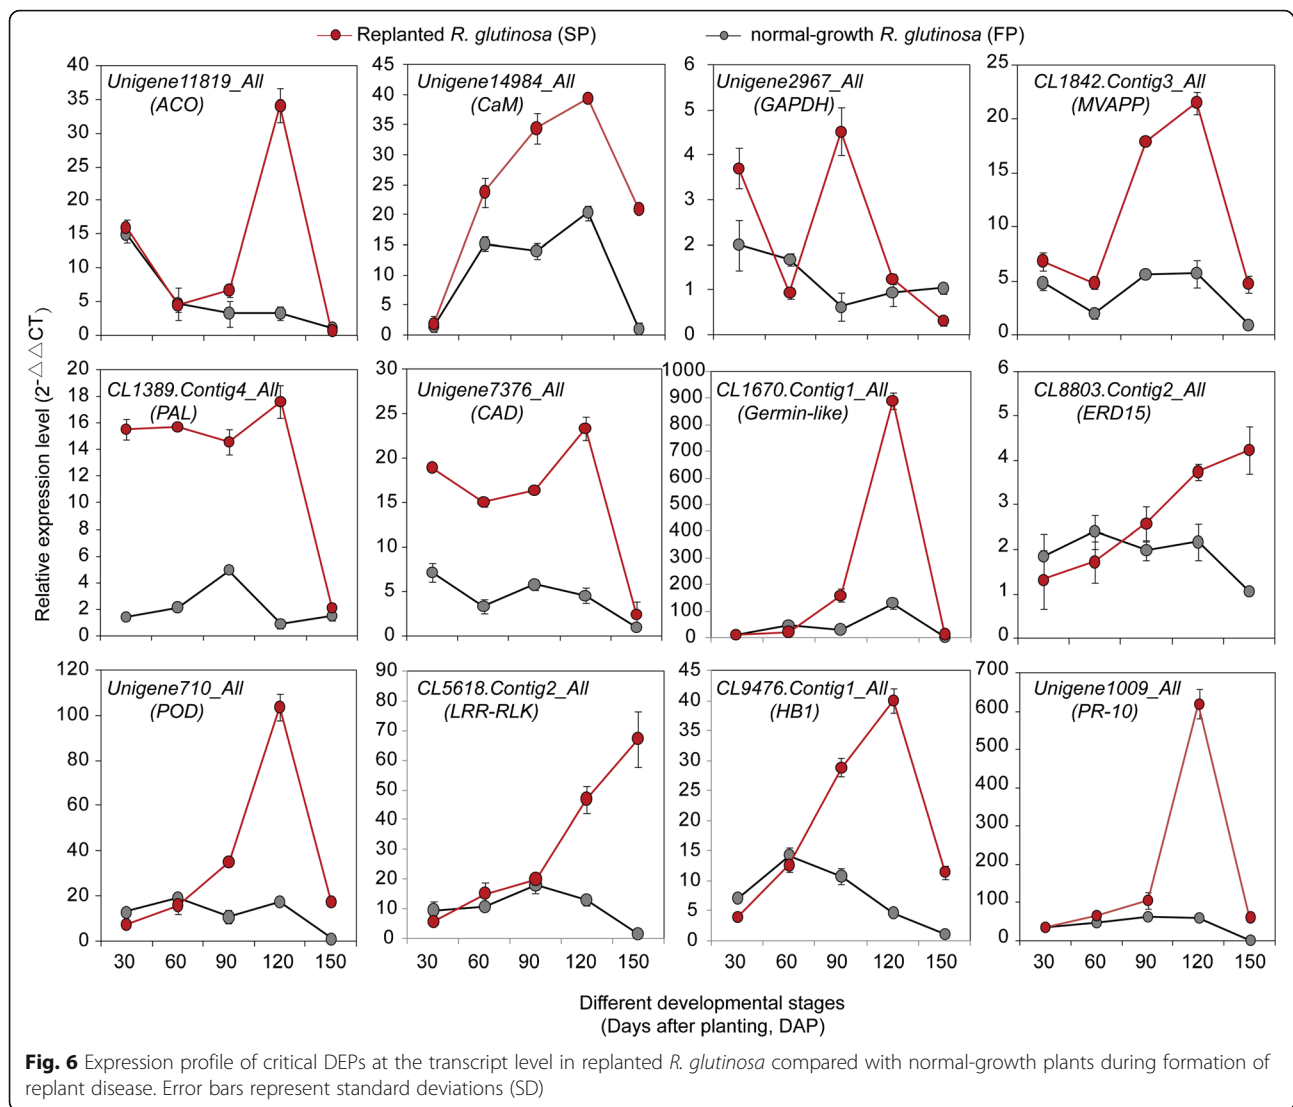 Replanted R. glutinosa (SP)
normal-growth R. glutinosa (FP)
Relative expression level (2-△△CT)
Unigene11819_All
(ACO)
40
35
30
25
20
15
10
5
0
Unigene14984_All
(CaM)
45
40
35
30
25
20
15
10
5
0
Unigene2967_All
(GAPDH)
6
5
4
3
2
1
0
CL1842.Contig3_All
(MVAPP)
25
20
15
10
5
0
CL1389.Contig4_All
(PAL)
20
18
16
14
12
10
8
6
4
2
0
Unigene7376_All
(CAD)
30
25
20
15
10
5
0
CL1670.Contig1_All
(Germin-like)
1000
900
800
700
600
500
400
300
200
100
0
CL8803.Contig2_All
(ERD15)
6
5
4
3
2
1
0
Unigene710_All
(POD)
120
100
80
60
40
20
0
30 60 90 120 150
CL5618.Contig2_All
(LRR-RLK)
90
80
70
60
50
40
30
20
10
0
30 60 90 120 150
CL9476.Contig1_All
(HB1)
45
40
35
30
25
20
15
10
5
0
30 60 90 120 150
Unigene1009_All
(PR-10)
700
600
500
400
300
200
100
0
30 60 90 120 150
Different developmental stages
(Days after planting, DAP)
Fig. 6 Expression profile of critical DEPs at the transcript level in replanted R. glutinosa compared with normal-growth plants during formation of
replant disease. Error bars represent standard deviations (SD)